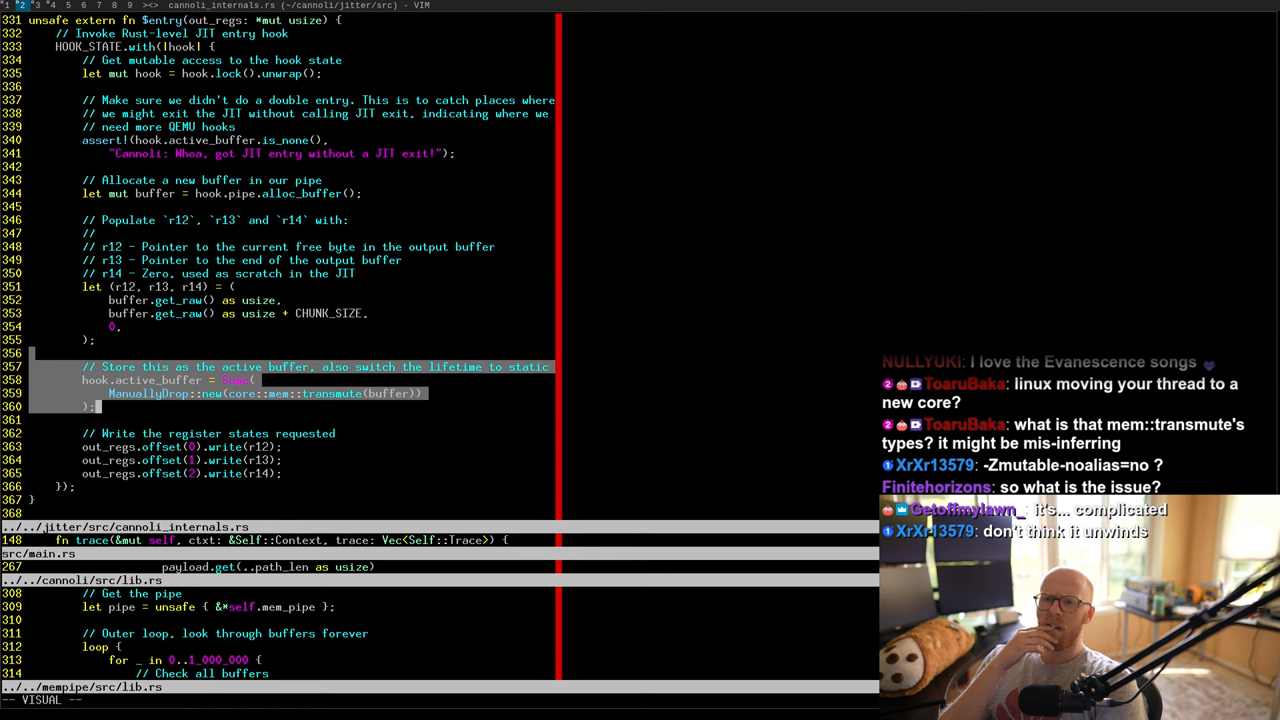 1 2 3 4 5 6 7 8 9 ><> cannoli_internals.rs (~/cannoli/jitter/src) - VIM
331 unsafe extern fn $entry(out_regs: *mut usize) {
332     // Invoke Rust-level JIT entry hook
333     HOOK_STATE.with(|hook| {
334         // Get mutable access to the hook state
335         let mut hook = hook.lock().unwrap();
336
337         // Make sure we didn't do a double entry. This is to catch places where
338         // we might exit the JIT without calling JIT exit, indicating where we
339         // need more QEMU hooks
340         assert!(hook.active_buffer.is_none(),
341             "Cannoli: Whoa, got JIT entry without a JIT exit!");
342
343         // Allocate a new buffer in our pipe
344         let mut buffer = hook.pipe.alloc_buffer();
345
346         // Populate `r12`, `r13` and `r14` with:
347         //
348         // r12 - Pointer to the current free byte in the output buffer
349         // r13 - Pointer to the end of the output buffer
350         // r14 - Zero, used as scratch in the JIT
351         let (r12, r13, r14) = (
352             buffer.get_raw() as usize,
353             buffer.get_raw() as usize + CHUNK_SIZE,
354             0,
355         );
356
357         // Store this as the active buffer, also switch the lifetime to static
358         hook.active_buffer = Some(
359             ManuallyDrop::new(core::mem::transmute(buffer))
360         );
361
362         // Write the register states requested
363         out_regs.offset(0).write(r12);
364         out_regs.offset(1).write(r13);
365         out_regs.offset(2).write(r14);
366     });
367 }
368
../../jitter/src/cannoli_internals.rs
148     fn trace(&mut self, ctxt: &Self::Context, trace: Vec<Self::Trace>) {
src/main.rs
267                     payload.get(..path_len as usize)
../../cannoli/src/lib.rs
308         // Get the pipe
309         let pipe = unsafe { &*self.mem_pipe };
310
311         // Outer loop, look through buffers forever
312         loop {
313             for _ in 0..1_000_000 {
314                 // Check all buffers
../../mempipe/src/lib.rs
-- VISUAL --
NULLYUKI: I love the Evanescence songs
2 ToaruBaka: linux moving your thread to a
new core?
2 ToaruBaka: what is that mem::transmute's
types? it might be mis-inferring
XrXr13579: -Zmutable-noalias=no ?
Finitehorizons: so what is the issue?
Getoffmylawn_: it's... complicated
XrXr13579: don't think it unwinds